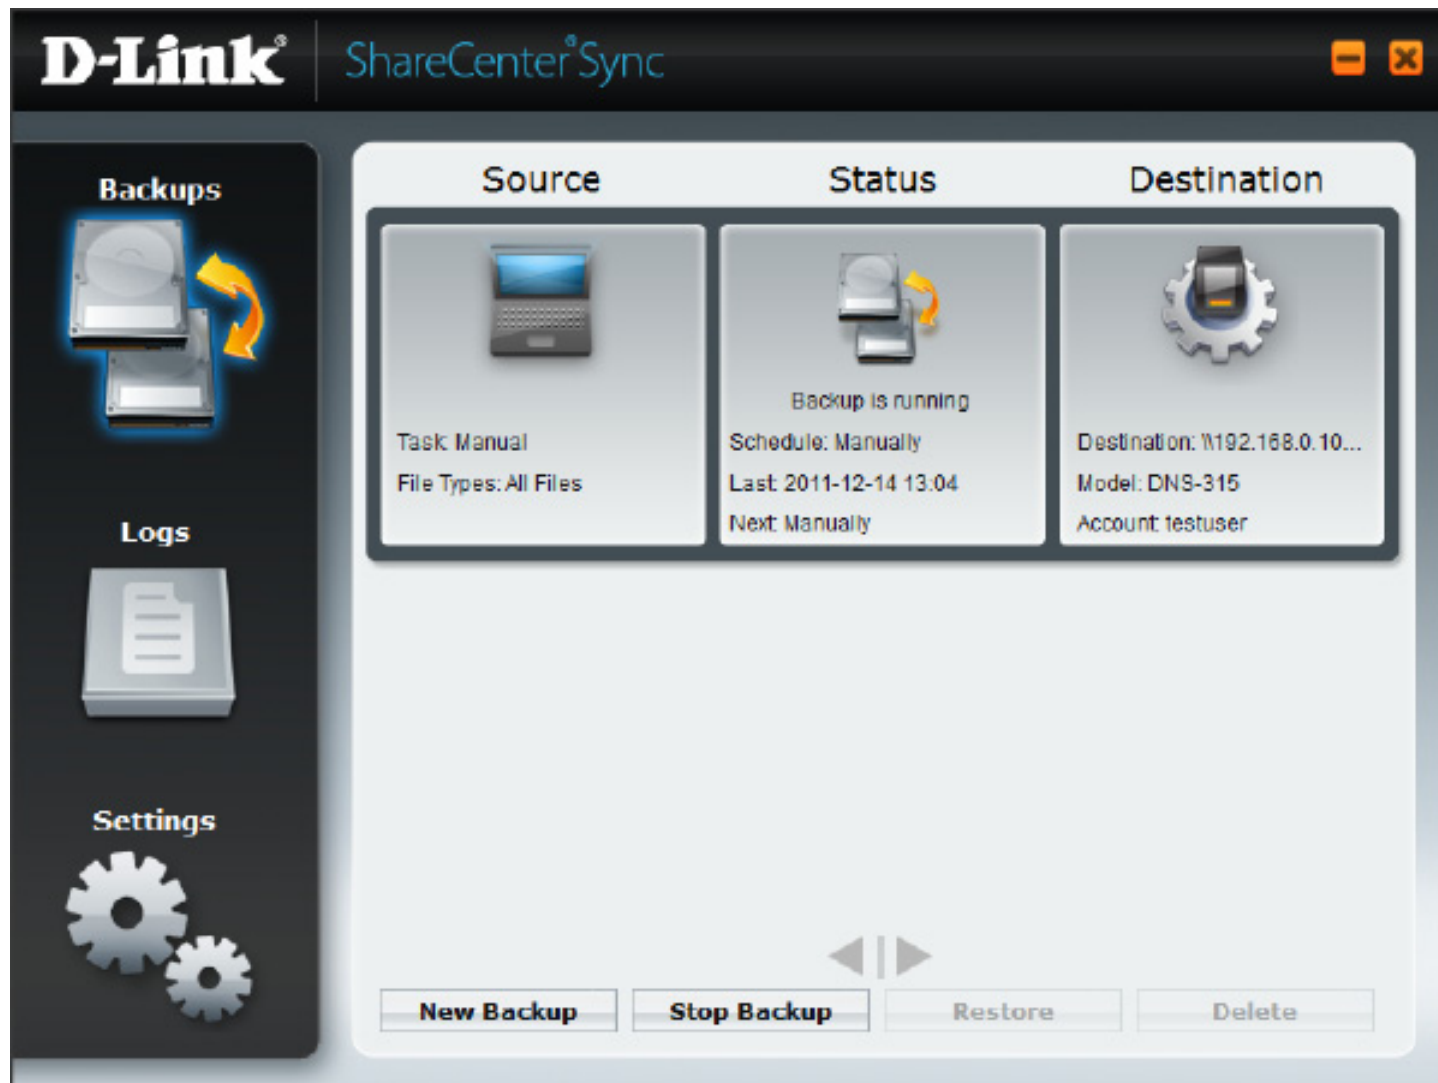 D-Link®
ShareCenter®Sync
Backups
Logs
Settings
Source
Status
Destination
Task: Manual
File Types: All Files
Backup is running
Schedule: Manually
Last: 2011-12-14 13:04
Next: Manually
Destination: \\192.168.0.10...
Model: DNS-315
Account: testuser
New Backup
Stop Backup
Restore
Delete